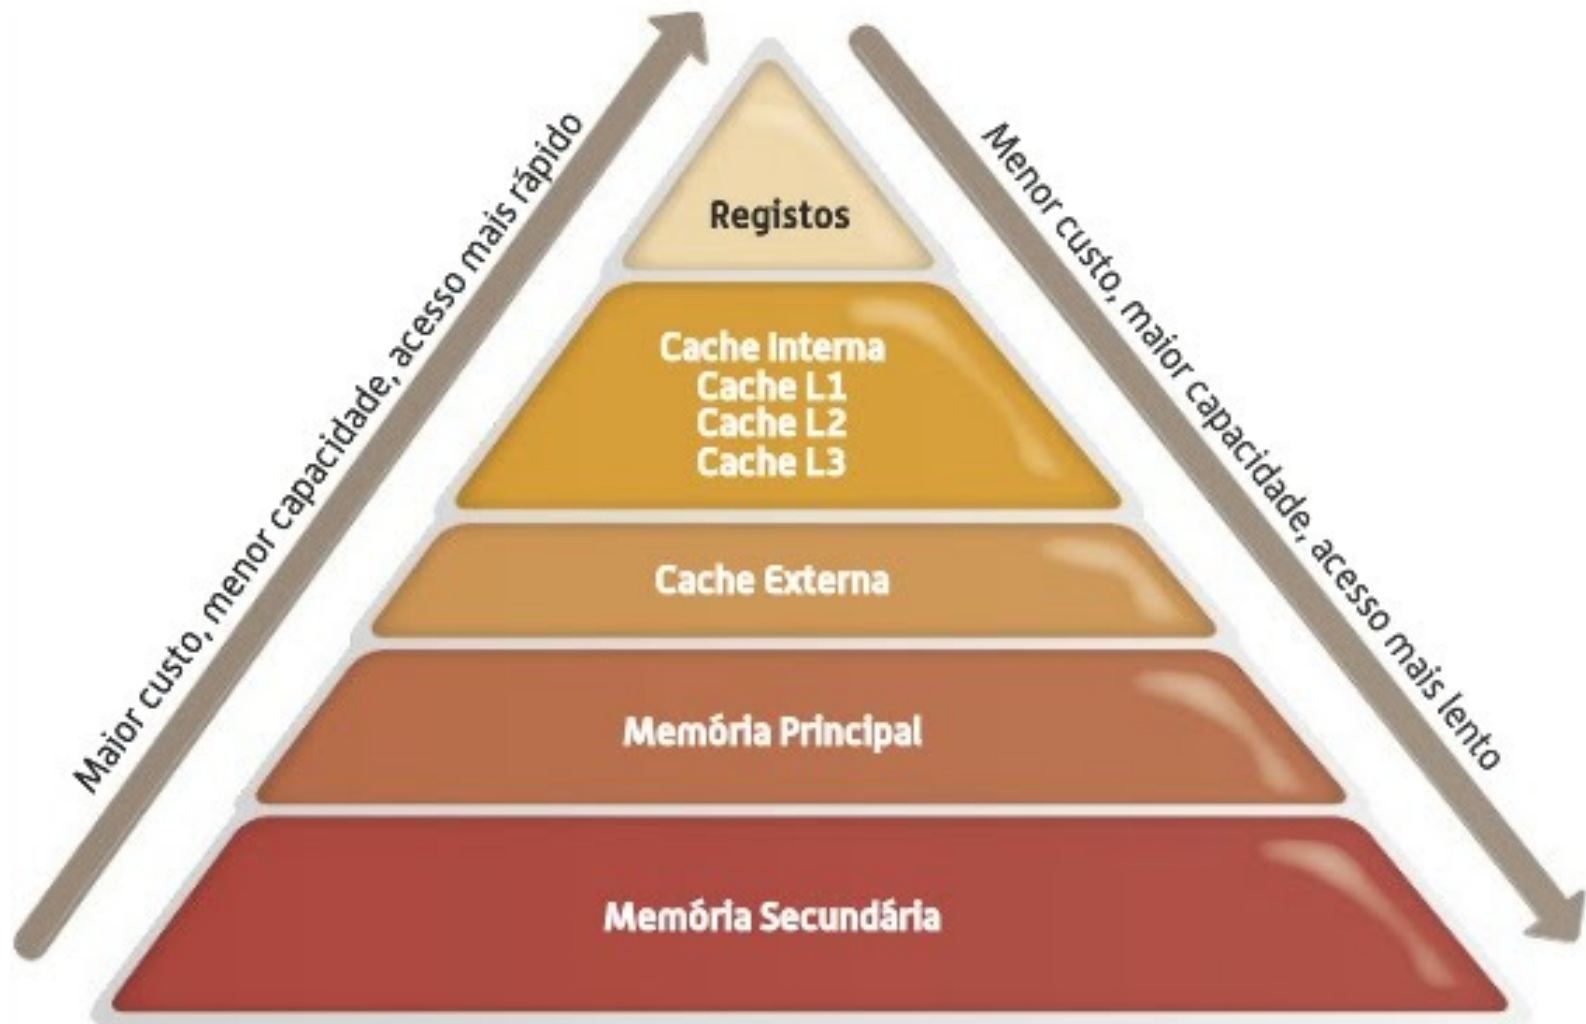 Maior custo, menor capacidade, acesso mais rápido
Menor custo, maior capacidade, acesso mais lento
Registos
Cache Interna
Cache L1
Cache L2
Cache L3
Cache Externa
Memória Principal
Memória Secundária